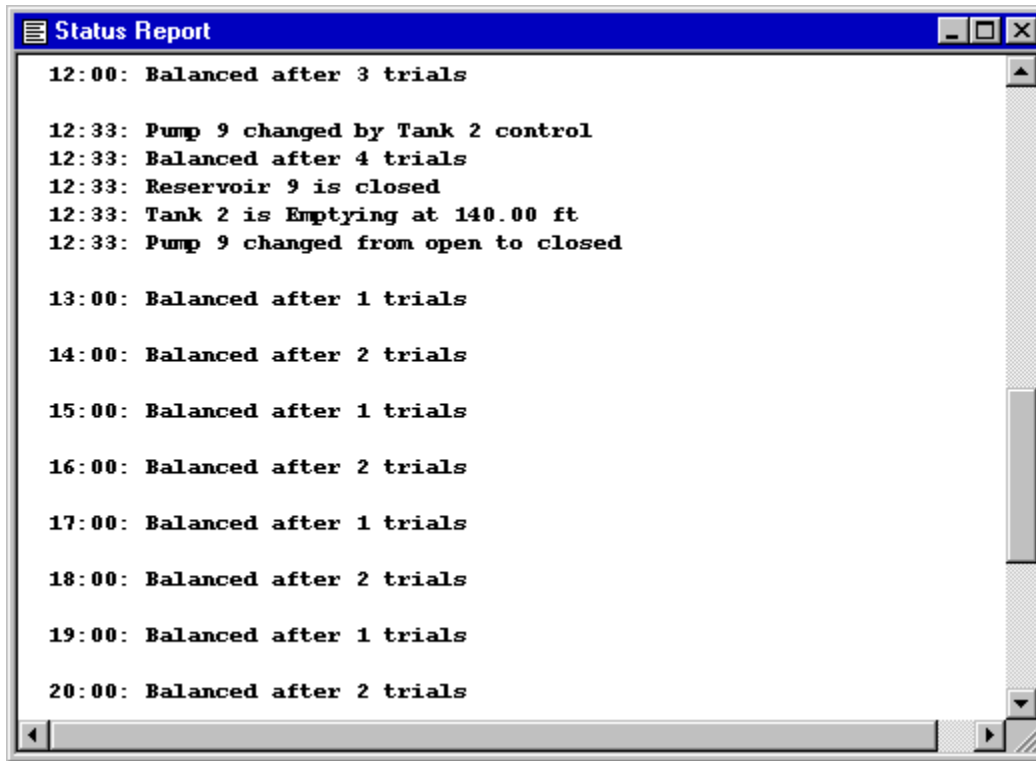 Status Report
12:00: Balanced after 3 trials
12:33: Pump 9 changed by Tank 2 control
12:33: Balanced after 4 trials
12:33: Reservoir 9 is closed
12:33: Tank 2 is Emptying at 140.00 ft
12:33: Pump 9 changed from open to closed
13:00: Balanced after 1 trials
14:00: Balanced after 2 trials
15:00: Balanced after 1 trials
16:00: Balanced after 2 trials
17:00: Balanced after 1 trials
18:00: Balanced after 2 trials
19:00: Balanced after 1 trials
20:00: Balanced after 2 trials